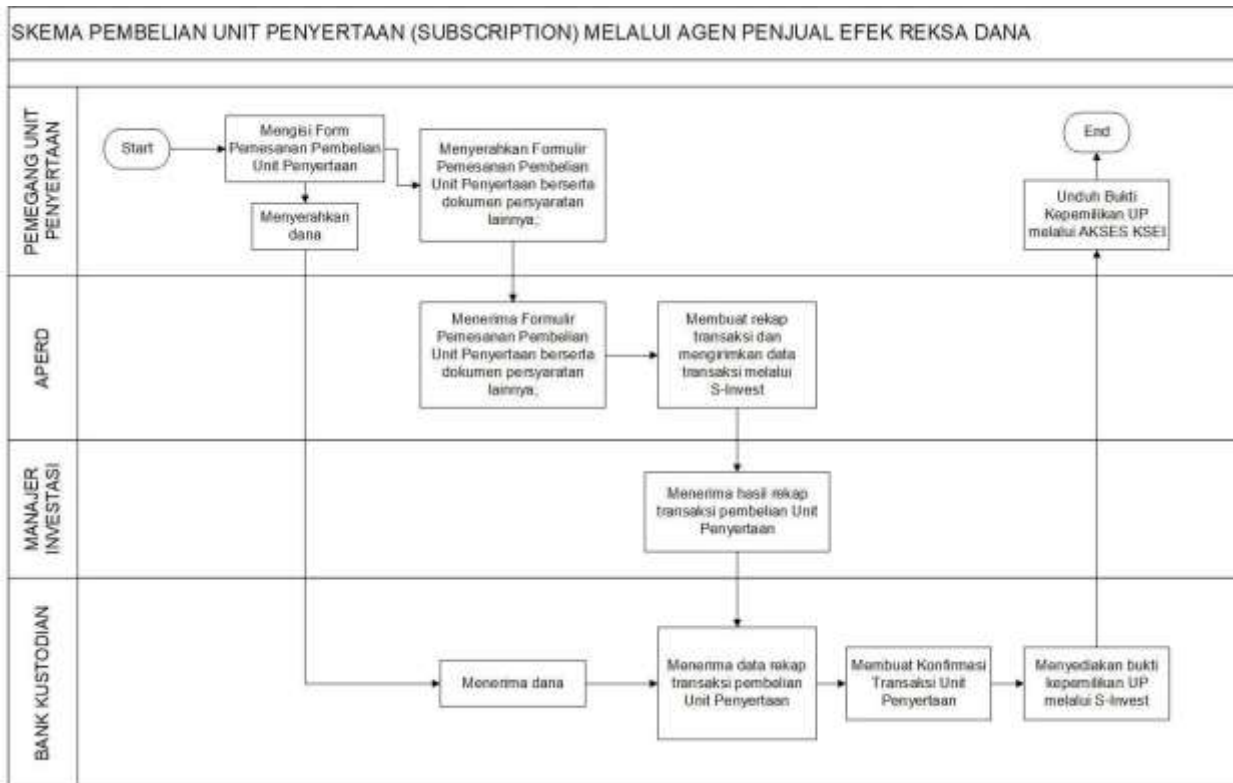 SKEMA PEMBELIAN UNIT PENYERTAAN (SUBSCRIPTION) MELALUI AGEN PENJUAL EFEK REKSA DANA
PEMEGANG UNIT
PENYERTAAN
Start
Mengisi Form
Pemesanan Pembelian
Unit Penyertaan
Menyerahkan
dana
Menyerahkan Formulir
Pemesanan Pembelian
Unit Penyertaan berserta
dokumen persyaratan
lainnya;
End
Unduh Bukti
Kepemilikan UP
melalui AKSES KSEI
APERD
Menerima Formulir
Pemesanan Pembelian
Unit Penyertaan berserta
dokumen persyaratan
lainnya;
Membuat rekap
transaksi dan
mengirimkan data
transaksi melalui
S-Invest
MANAJER
INVESTASI
Menerima hasil rekap
transaksi pembelian Unit
Penyertaan
BANK KUSTODIAN
Menerima dana
Menerima data rekap
transaksi pembelian
Unit Penyertaan
Membuat Konfirmasi
Transaksi Unit
Penyertaan
Menyediakan bukti
kepemilikan UP
melalui S-Invest